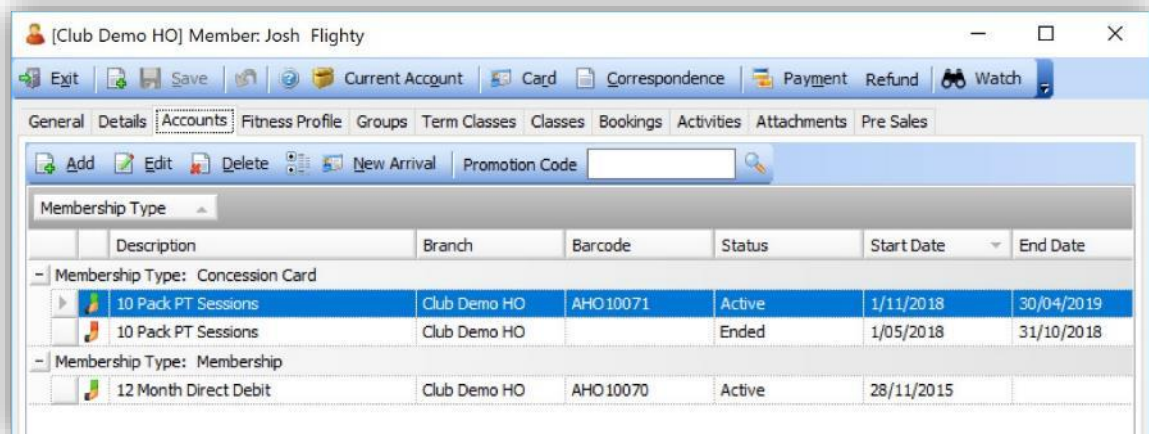 [Club Demo HO] Member: Josh Flighty
Exit Save Current Account Card Correspondence Payment Refund Watch
General Details Accounts Fitness Profile Groups Term Classes Classes Bookings Activities Attachments Pre Sales
Add Edit Delete New Arrival Promotion Code
Membership Type
Description Branch Barcode Status Start Date End Date
Membership Type: Concession Card
10 Pack PT Sessions Club Demo HO AHO10071 Active 1/11/2018 30/04/2019
10 Pack PT Sessions Club Demo HO Ended 1/05/2018 31/10/2018
Membership Type: Membership
12 Month Direct Debit Club Demo HO AHO10070 Active 28/11/2015